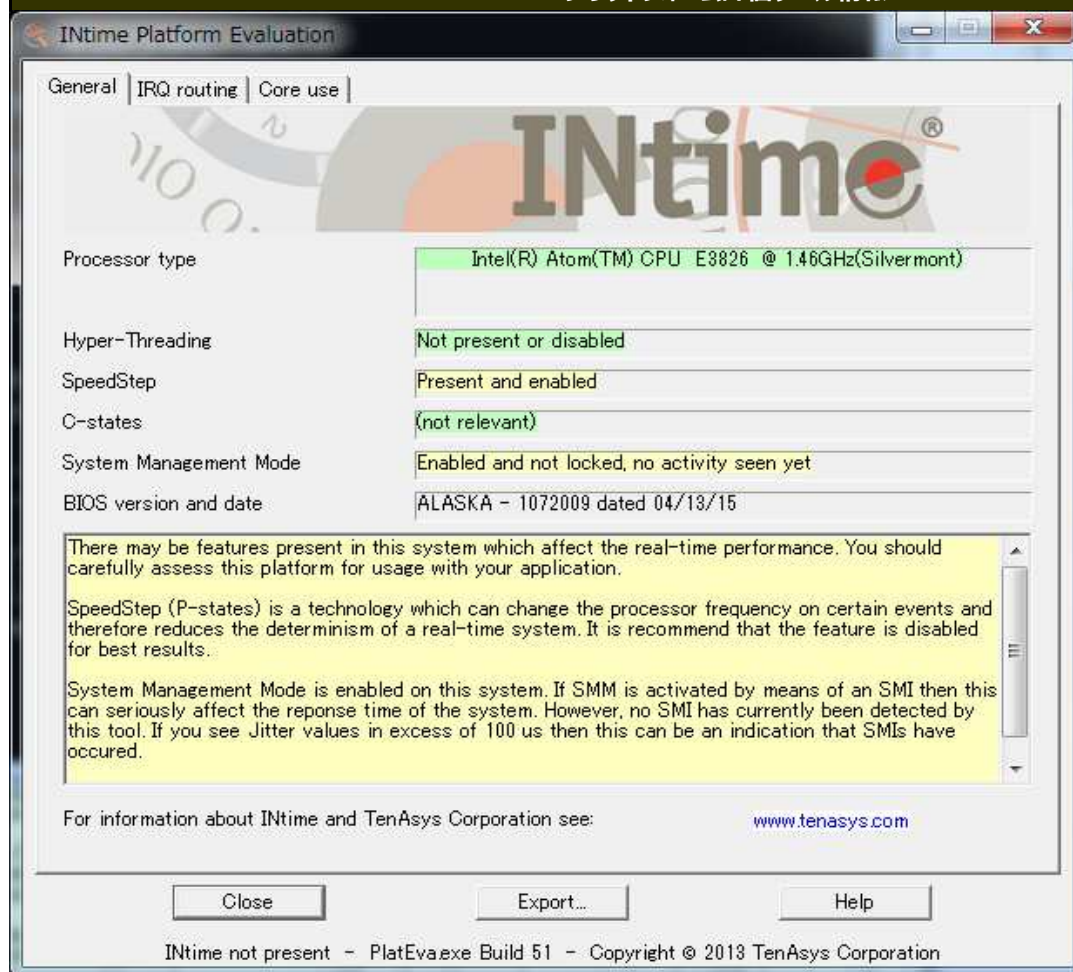 INtime Platform Evaluation
General IRQ routing Core use
INtime®
Processor type Intel(R) Atom(TM) CPU E3826 @ 1.46GHz(Silvermont)
Hyper-Threading Not present or disabled
SpeedStep Present and enabled
C-states (not relevant)
System Management Mode Enabled and not locked, no activity seen yet
BIOS version and date ALASKA - 1072009 dated 04/13/15
There may be features present in this system which affect the real-time performance. You should
carefully assess this platform for usage with your application.
SpeedStep (P-states) is a technology which can change the processor frequency on certain events and
therefore reduces the determinism of a real-time system. It is recommend that the feature is disabled
for best results.
System Management Mode is enabled on this system. If SMM is activated by means of an SMI then this
can seriously affect the reponse time of the system. However, no SMI has currently been detected by
this tool. If you see Jitter values in excess of 100 us then this can be an indication that SMIs have
occured.
For information about INtime and TenAsys Corporation see: www.tenasys.com
Close Export... Help
INtime not present - PlatEva.exe Build 51 - Copyright © 2013 TenAsys Corporation